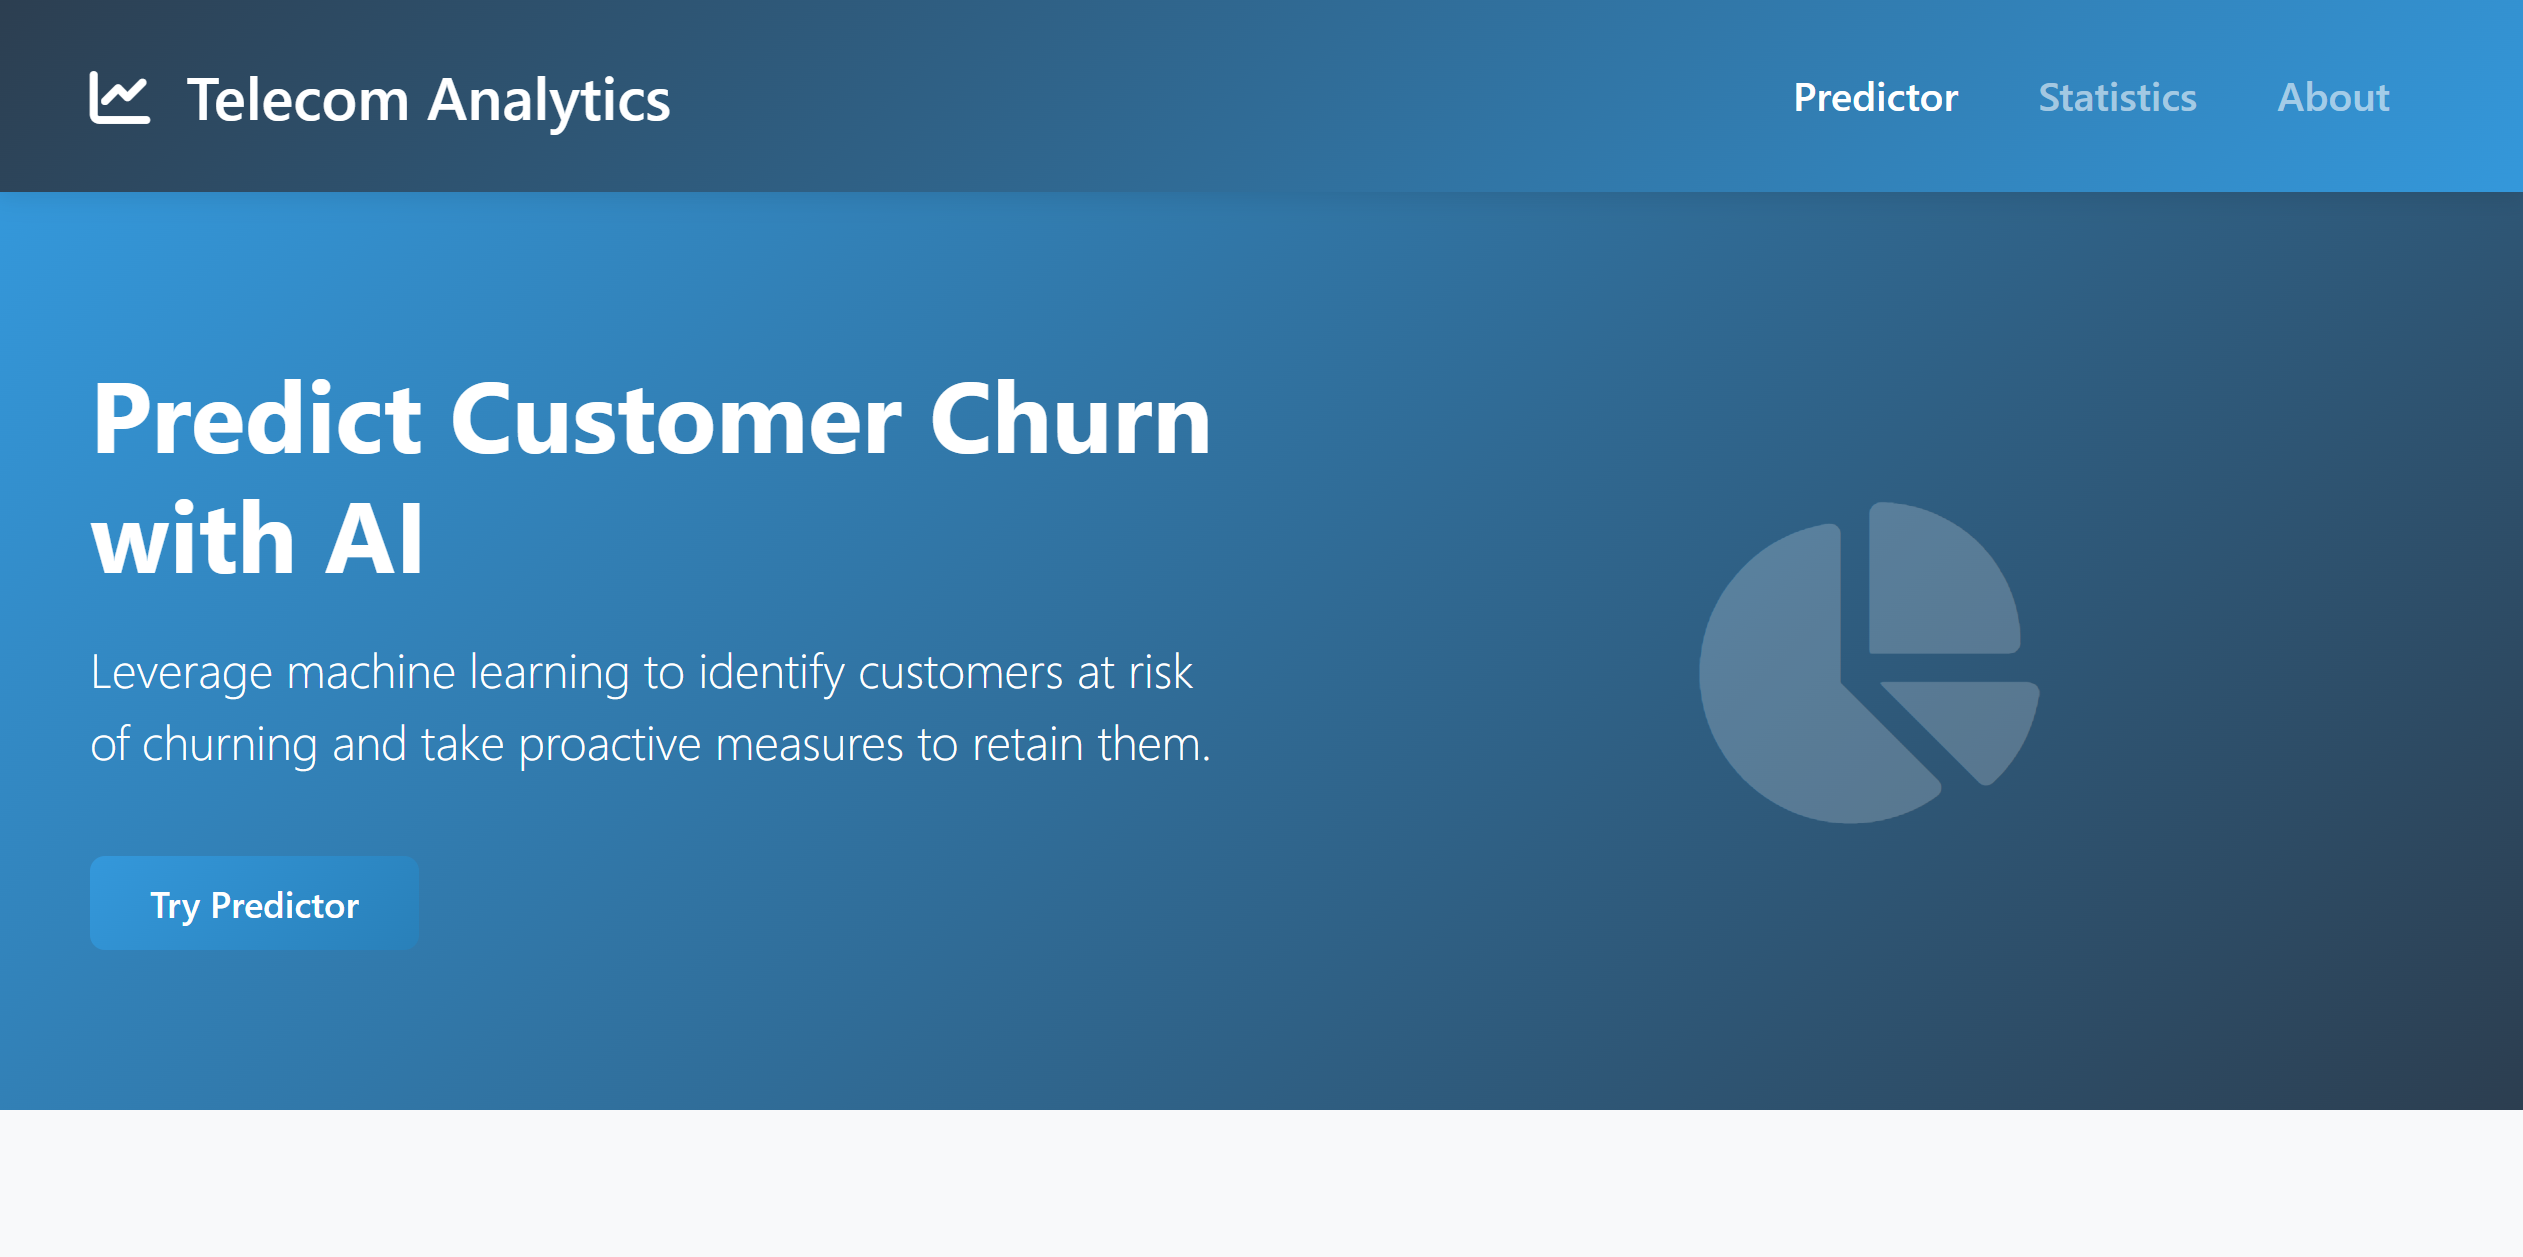 Telecom Analytics
Predictor
Statistics
About
Predict Customer Churn
with AI
Leverage machine learning to identify customers at risk
of churning and take proactive measures to retain them.
Try Predictor